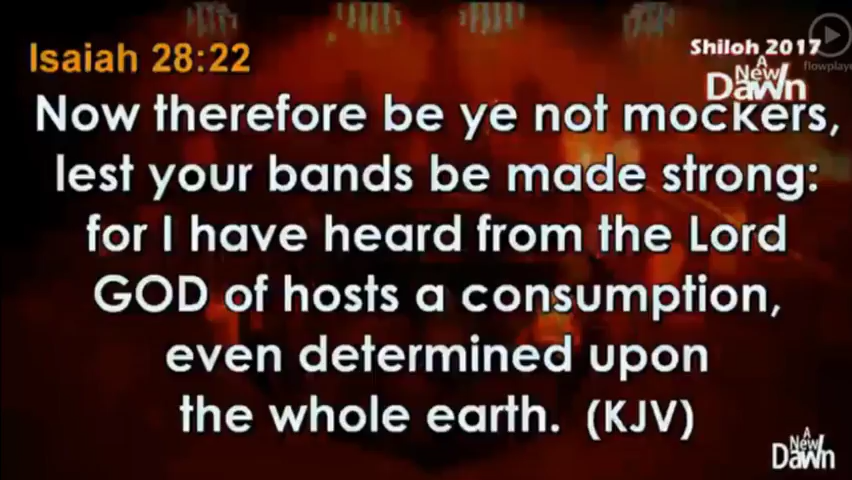 Isaiah 28:22
Shiloh 2017
A
New
Dawn
flowplaye
Now therefore be ye not mockers,
lest your bands be made strong:
for I have heard from the Lord
GOD of hosts a consumption,
even determined upon
the whole earth. (KJV)
A
New
Dawn